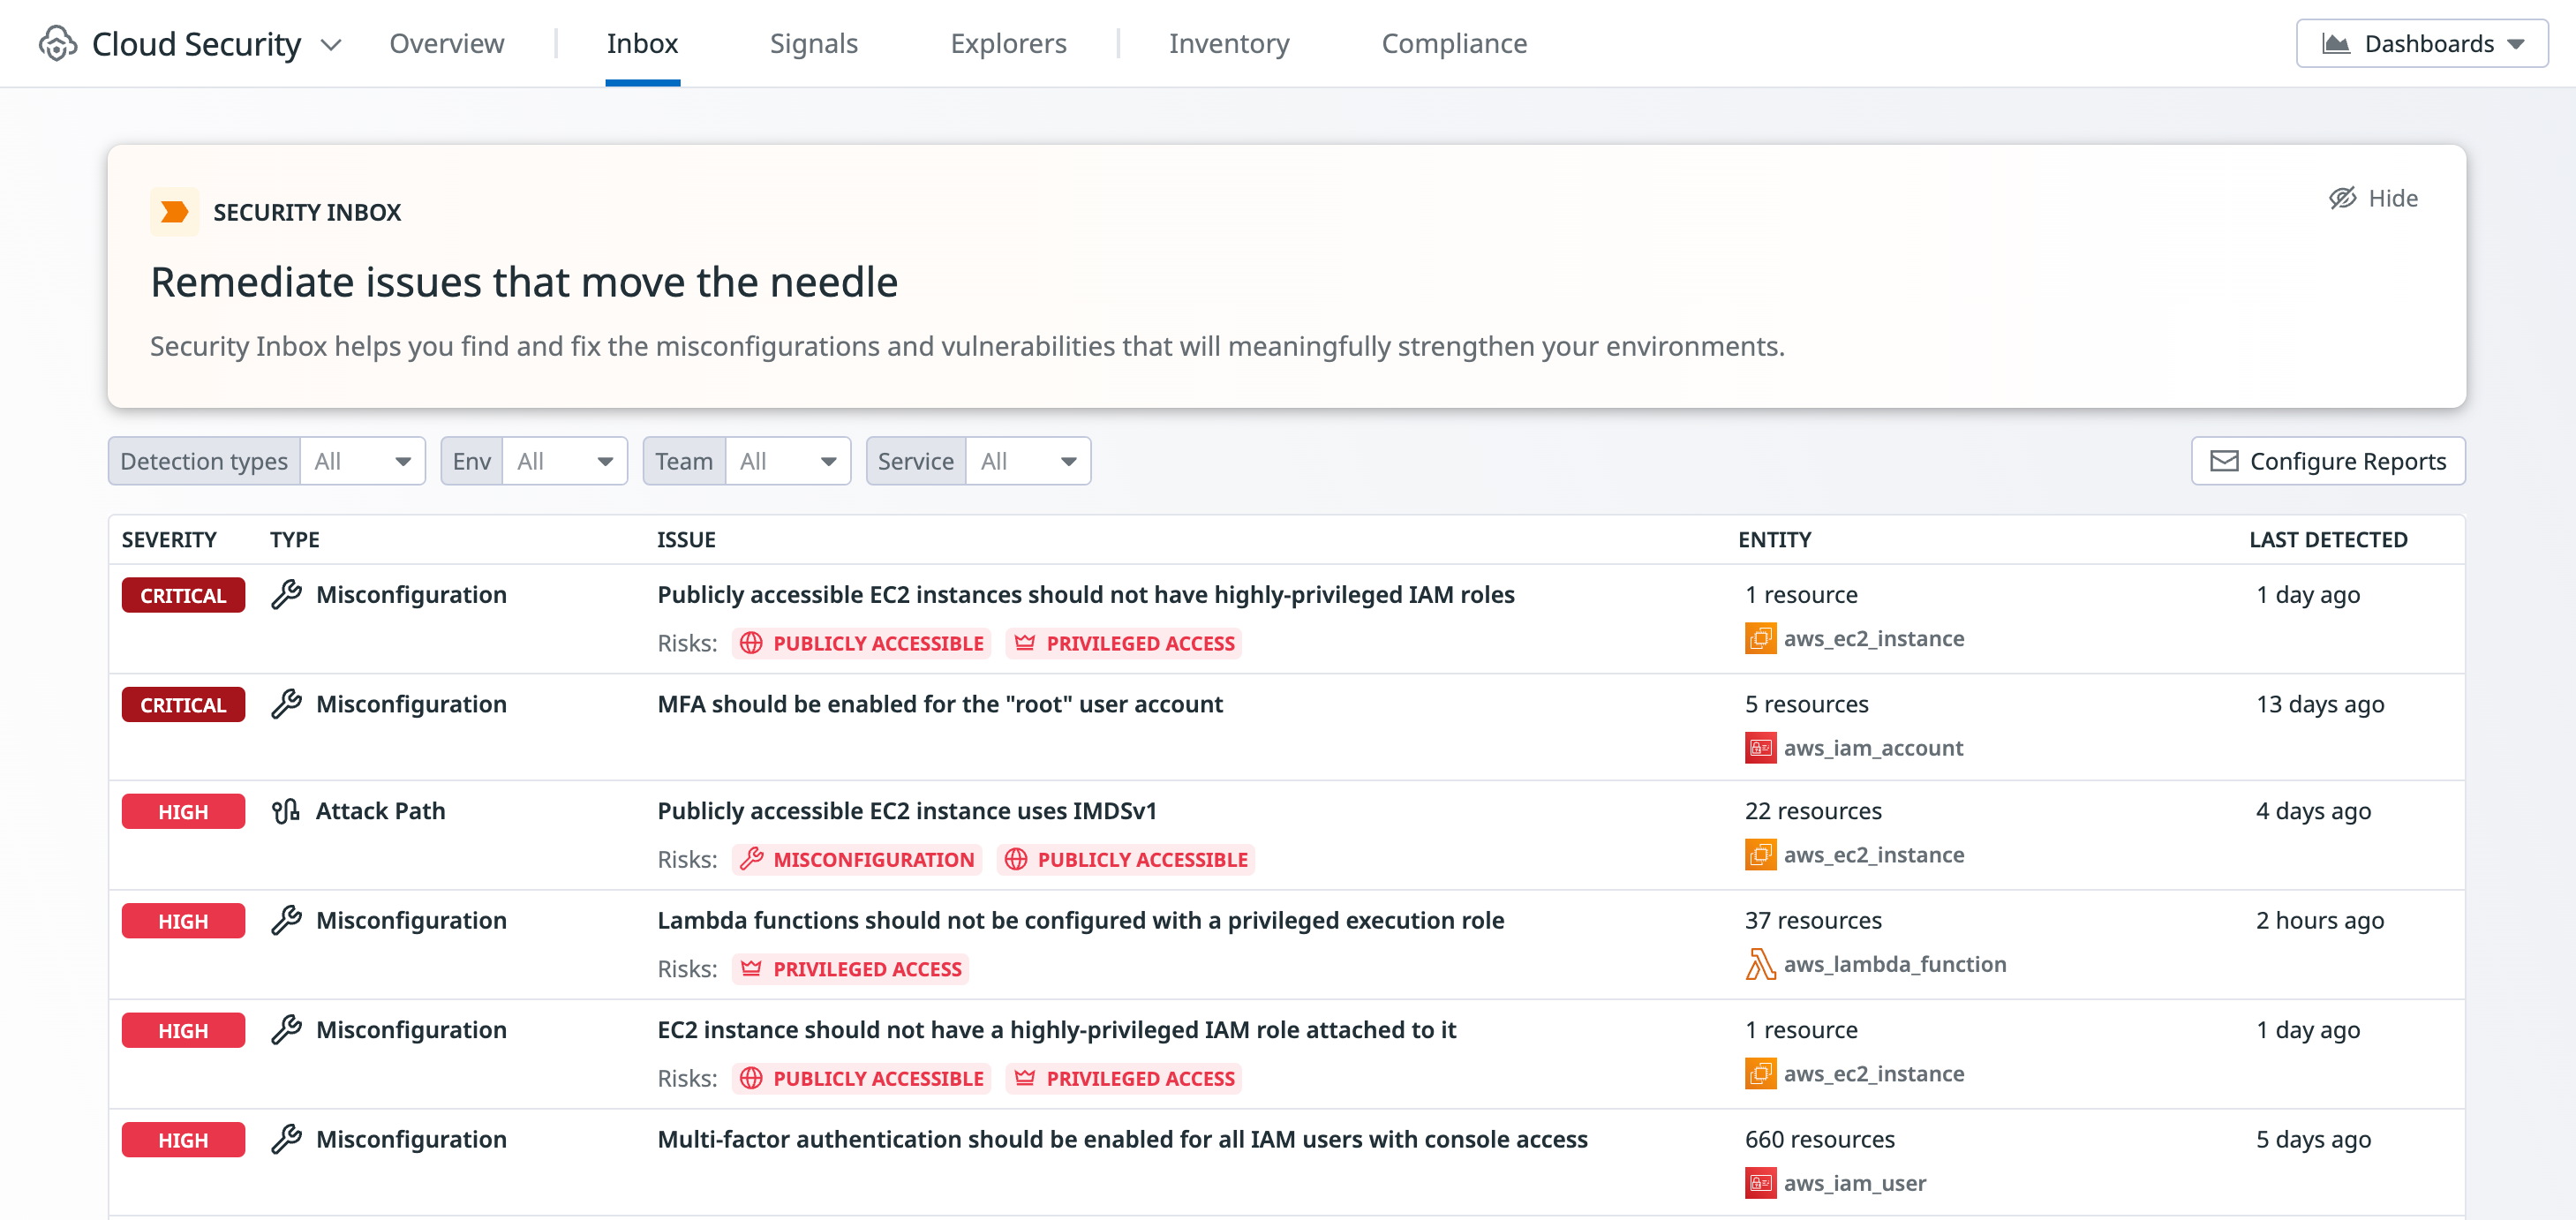 Cloud Security Overview Inbox Signals Explorers Inventory Compliance Dashboards
SECURITY INBOX Hide
Remediate issues that move the needle
Security Inbox helps you find and fix the misconfigurations and vulnerabilities that will meaningfully strengthen your environments.
Detection types All Env All Team All Service All Configure Reports
SEVERITY TYPE ISSUE ENTITY LAST DETECTED
CRITICAL Misconfiguration Publicly accessible EC2 instances should not have highly-privileged IAM roles 1 resource 1 day ago
Risks: PUBLICLY ACCESSIBLE PRIVILEGED ACCESS aws_ec2_instance
CRITICAL Misconfiguration MFA should be enabled for the "root" user account 5 resources 13 days ago
aws_iam_account
HIGH Attack Path Publicly accessible EC2 instance uses IMDSv1 22 resources 4 days ago
Risks: MISCONFIGURATION PUBLICLY ACCESSIBLE aws_ec2_instance
HIGH Misconfiguration Lambda functions should not be configured with a privileged execution role 37 resources 2 hours ago
Risks: PRIVILEGED ACCESS aws_lambda_function
HIGH Misconfiguration EC2 instance should not have a highly-privileged IAM role attached to it 1 resource 1 day ago
Risks: PUBLICLY ACCESSIBLE PRIVILEGED ACCESS aws_ec2_instance
HIGH Misconfiguration Multi-factor authentication should be enabled for all IAM users with console access 660 resources 5 days ago
aws_iam_user